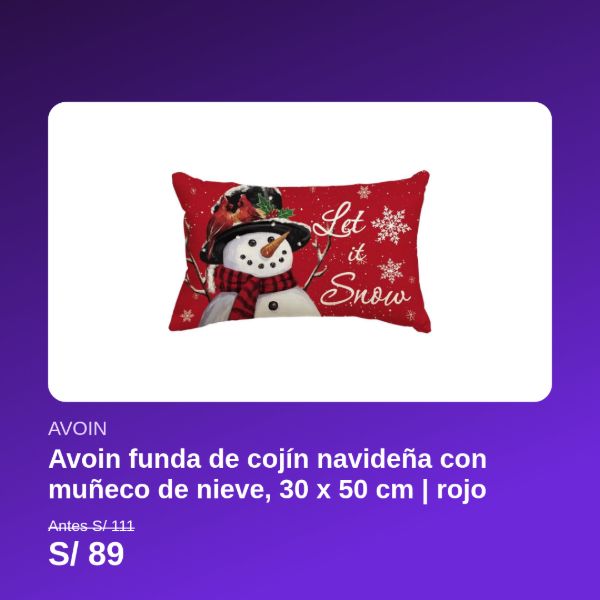 Let
it
Snow
AVOIN
Avoin funda de cojín navideña con
muñeco de nieve, 30 x 50 cm | rojo
Antes S/ 111
S/ 89